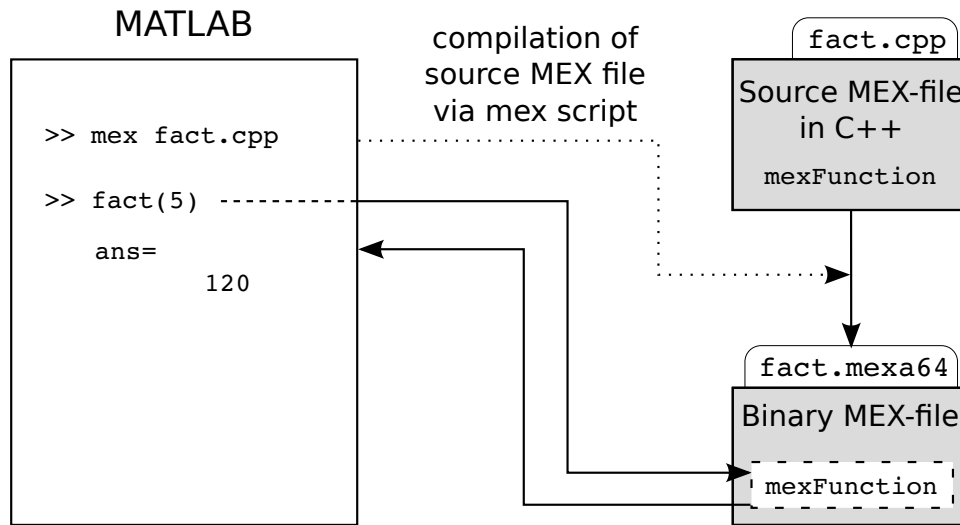 MATLAB
>> mex fact.cpp
>> fact(5)
ans=
120
compilation of
source MEX file
via mex script
fact.cpp
Source MEX-file
in C++
mexFunction
fact.mexa64
Binary MEX-file
mexFunction